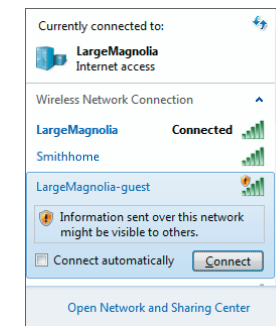 Currently connected to:
LargeMagnolia
Internet access
Wireless Network Connection
LargeMagnolia Connected
Smithhome
LargeMagnolia-guest
Information sent over this network
might be visible to others.
Connect automatically Connect
Open Network and Sharing Center